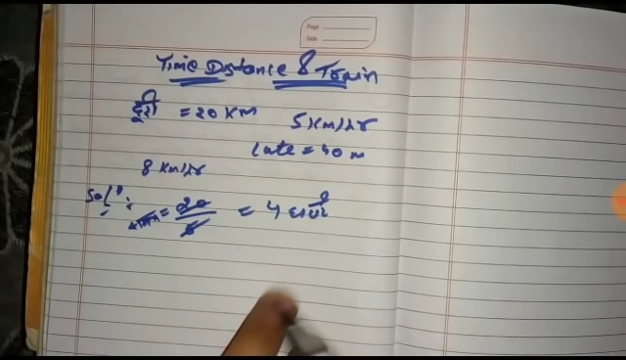 Page
Date
Time Distance & Train
दूरी = 20 KM 5 Km/hr
Late = 40 m
8 Km/hr
Sol^n:
= 20/5 = 4 घण्टे